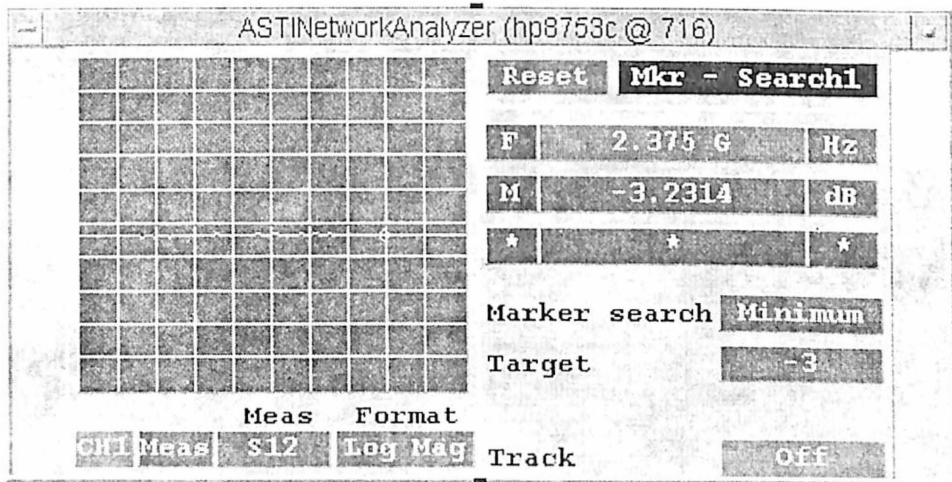 ASTINetworkAnalyzer (hp8753c @ 716)
Reset Mkr - Search1
F 2.375 G Hz
M -3.2314 dB
* * *
Marker search Minimum
Target -3
Meas Format
CH1 Meas S12 Log Mag
Track Off